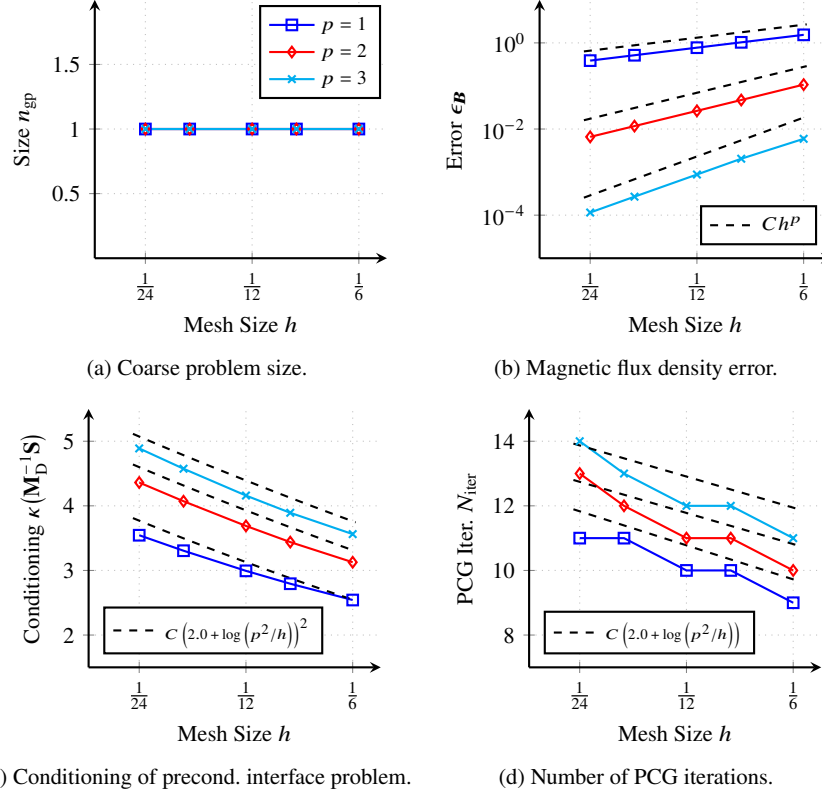 1.5
1
0.5
Size n_gp
p = 1
p = 2
p = 3
1/24
1/12
1/6
Mesh Size h
(a) Coarse problem size.
10^0
10^−2
10^−4
Error ϵ_B
Ch^p
1/24
1/12
1/6
Mesh Size h
(b) Magnetic flux density error.
5
4
3
2
Conditioning κ(M_D^−1 S)
C (2.0 + log (p^2/h))^2
1/24
1/12
1/6
Mesh Size h
) Conditioning of precond. interface problem.
14
12
10
8
PCG Iter. N_iter
C (2.0 + log (p^2/h))
1/24
1/12
1/6
Mesh Size h
(d) Number of PCG iterations.